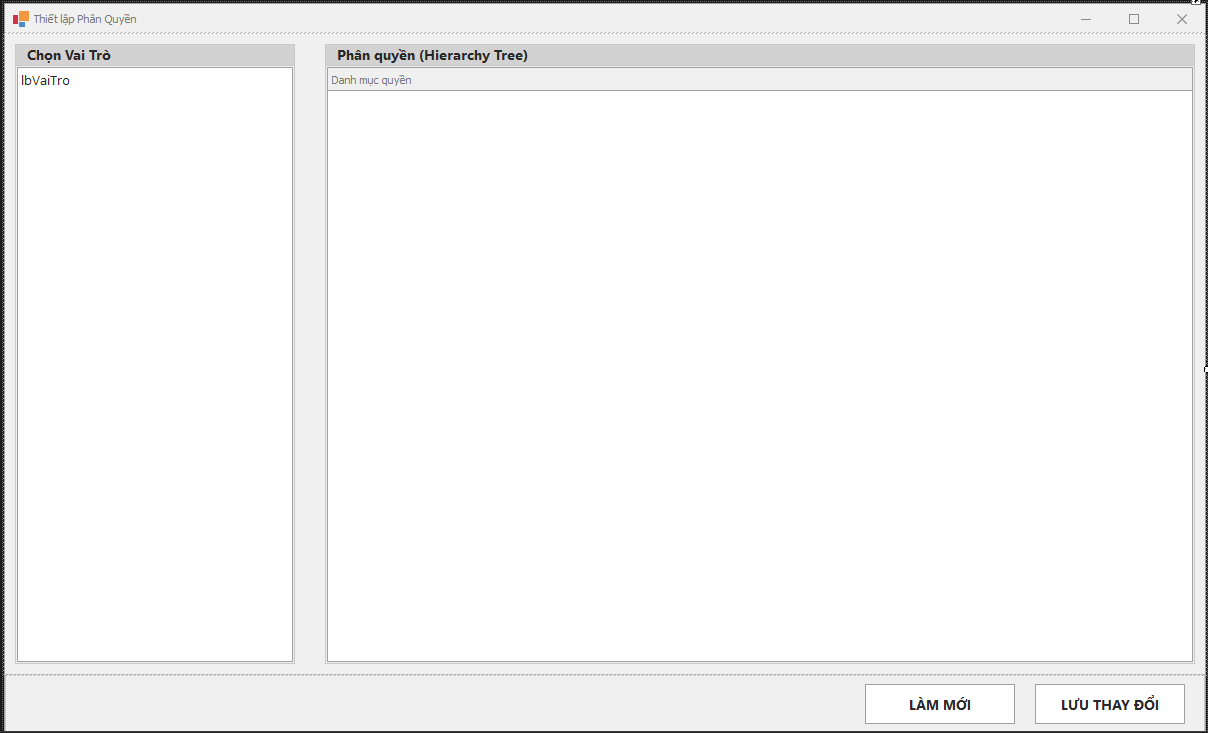 Thiết lập Phân Quyền
Chọn Vai Trò
Phân quyền (Hierarchy Tree)
lbVaiTro
Danh mục quyền
LÀM MỚI
LƯU THAY ĐỔI